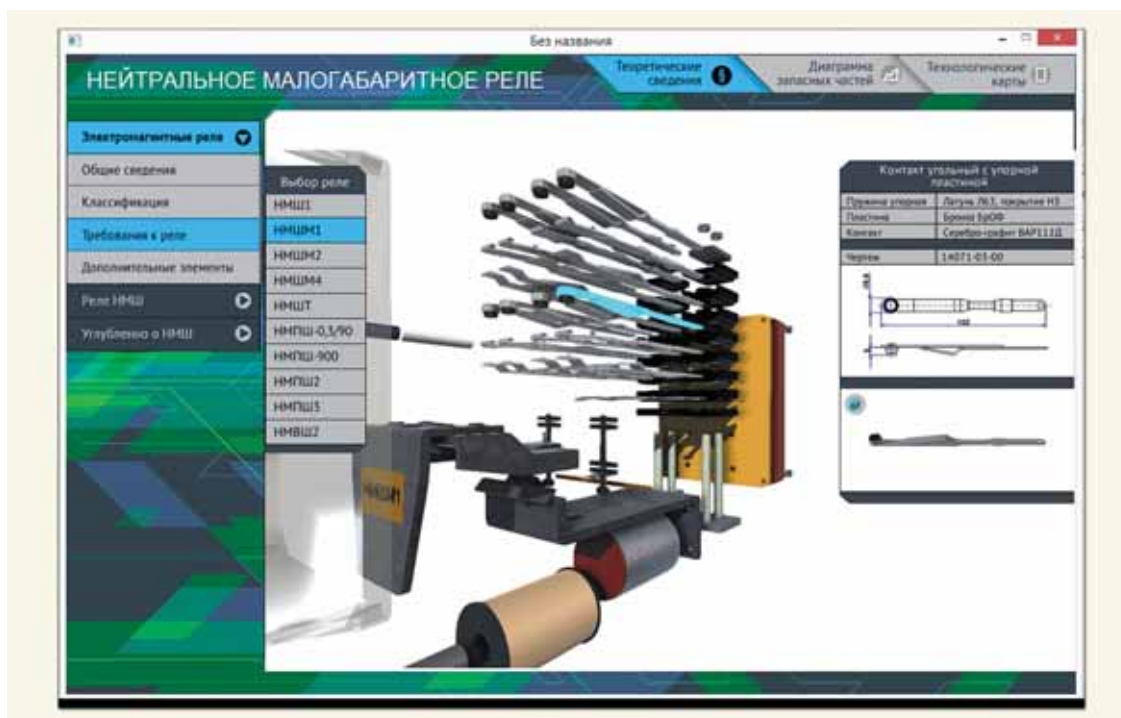 Без названия
НЕЙТРАЛЬНОЕ МАЛОГАБАРИТНОЕ РЕЛЕ
Теоретические
сведения
Диаграмма
запасных частей
Технологические
карты
Электромагнитные реле
Общие сведения
Классификация
Требования к реле
Дополнительные элементы
Реле НМШ
Углубленно о НМШ
Выбор реле
НМШ1
НМШМ1
НМШМ2
НМШМ4
НМШТ
НМПШ-0,3/90
НМПШ-900
НМПШ2
НМПШ3
НМВШ2
Контакт угольный с упорной
пластиной
Пружина упорная Латунь Л63, покрытие Н3
Пластина Бронза БрОФ
Контакт Серебро-графит
Чертеж 14071-03-00